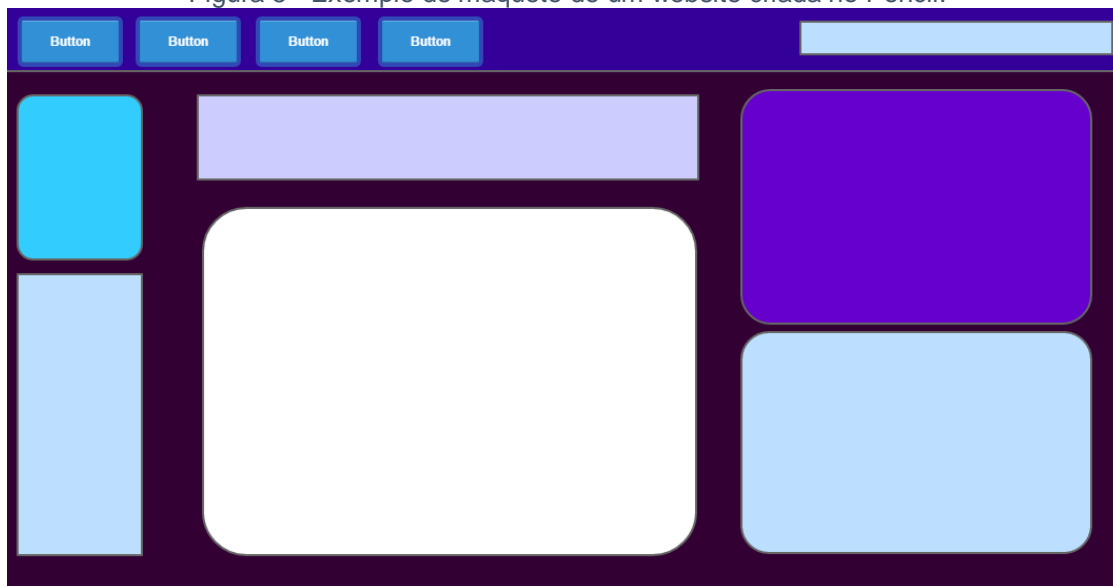 Figura - Exemplo de maquete de um website criada no Pencil.
Button Button Button Button